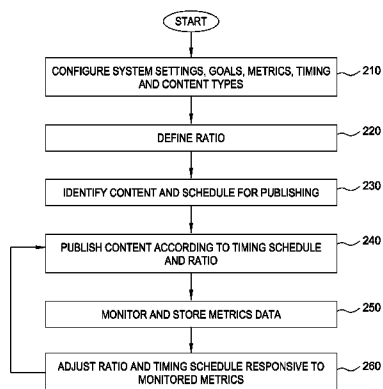 START
CONFIGURE SYSTEM SETTINGS, GOALS, METRICS, TIMING
AND CONTENT TYPES
210
DEFINE RATIO
220
IDENTIFY CONTENT AND SCHEDULE FOR PUBLISHING
230
PUBLISH CONTENT ACCORDING TO TIMING SCHEDULE
AND RATIO
240
MONITOR AND STORE METRICS DATA
250
ADJUST RATIO AND TIMING SCHEDULE RESPONSIVE TO
MONITORED METRICS
260